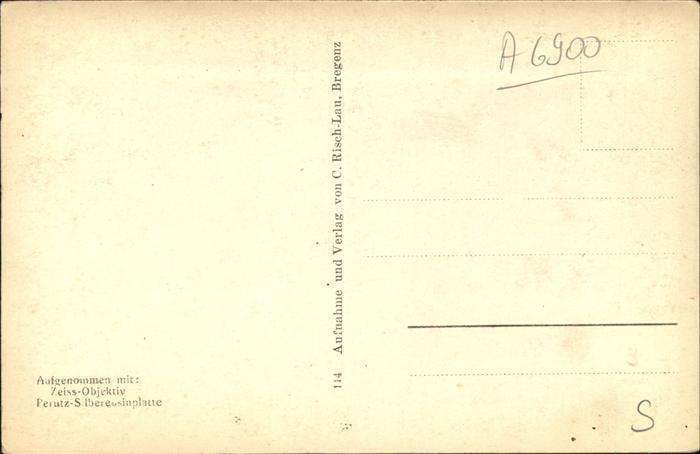 A 6900
114 Aufnahme und Verlag von C. Risch-Lau, Bregenz
Aufgenommen mit:
Zeiss-Objektiv
Perutz-Silbereosinplatte
S